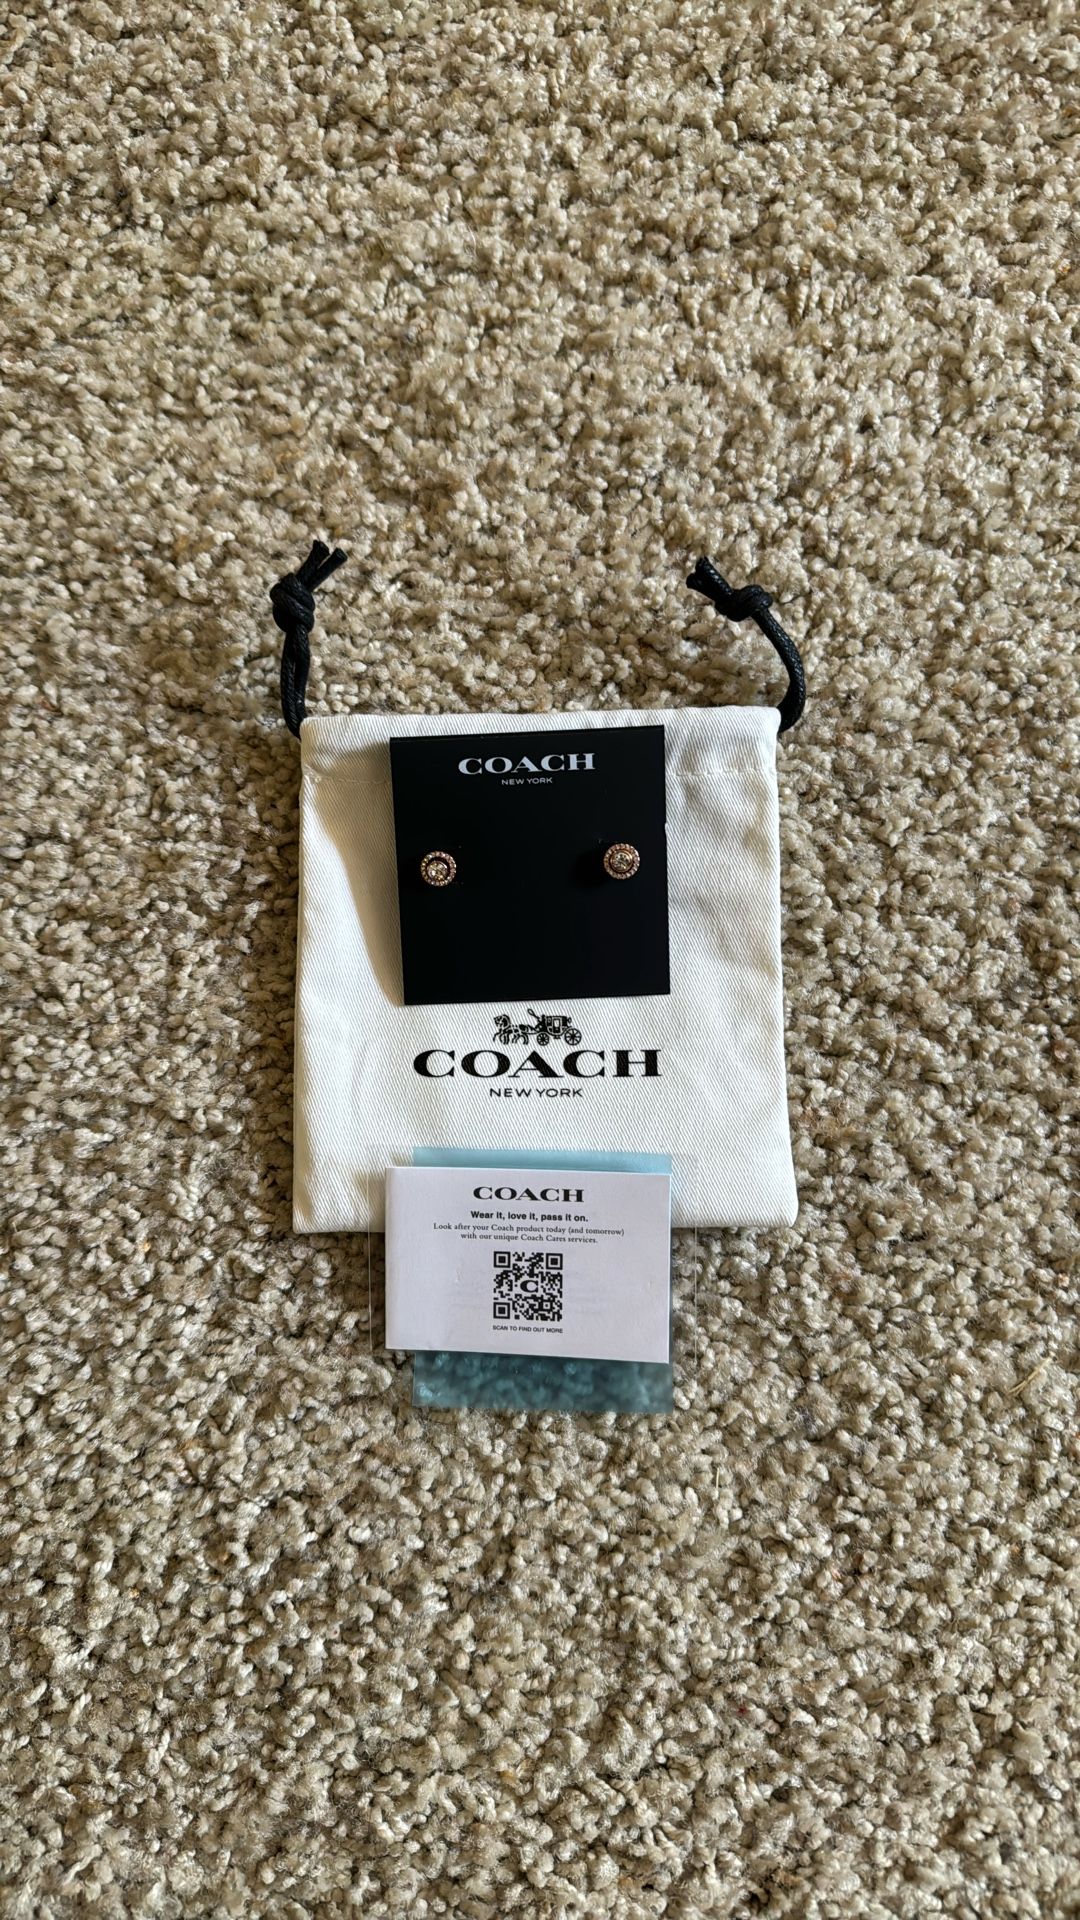 COACH
NEW YORK
COACH
NEW YORK
COACH
Wear it, love it, pass it on.
Look after your Coach product today (and tomorrow)
with our unique Coach Cares services.
C
SCAN TO FIND OUT MORE